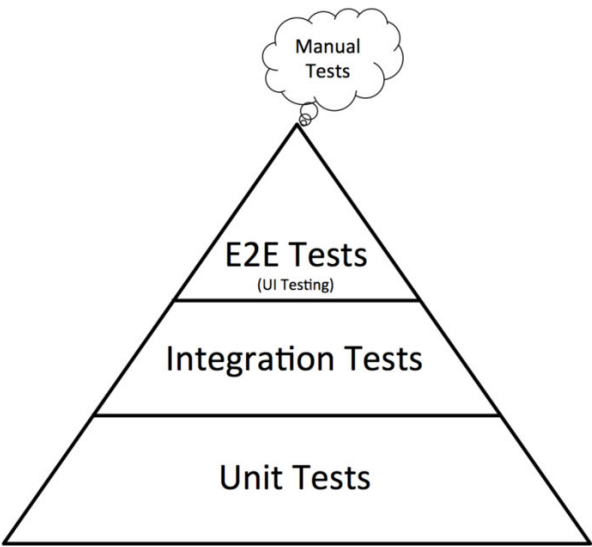 Manual
Tests
E2E Tests
(UI Testing)
Integration Tests
Unit Tests